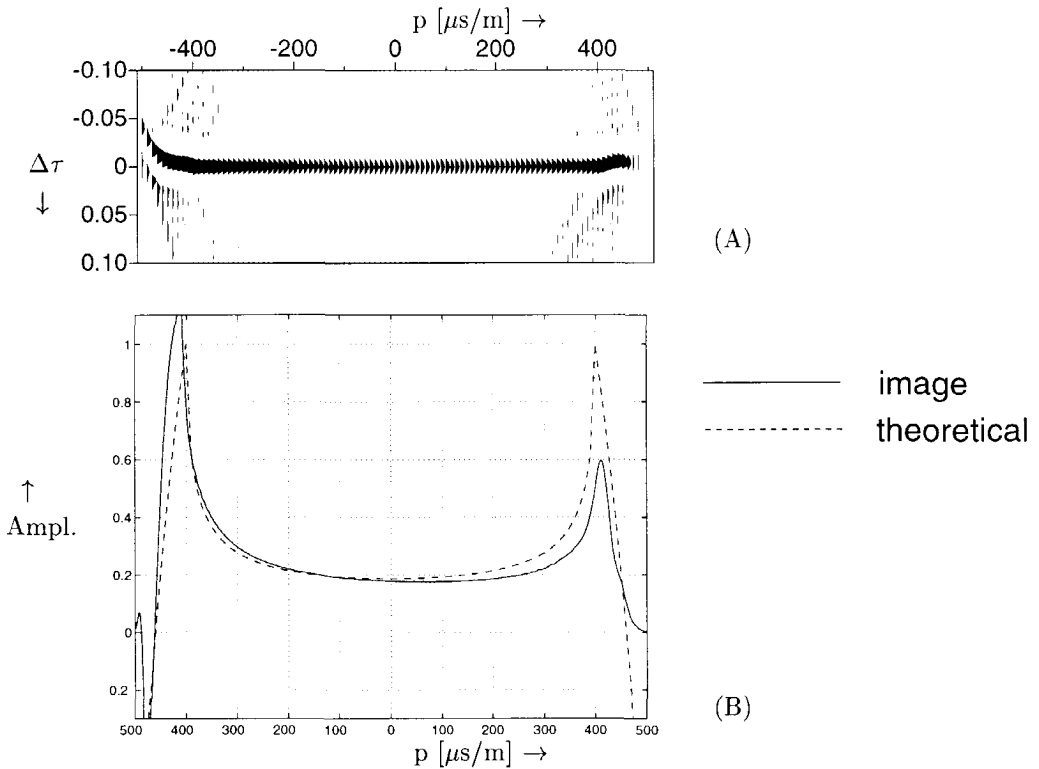 p [μs/m] →
-400 -200 0 200 400
-0.10
-0.05
Δτ 0
↓
0.05
0.10
(A)
1
0.8
0.6
0.4
0.2
0
0.2
↑
Ampl.
image
theoretical
500 400 300 200 100 0 100 200 300 400 500
p [μs/m] →
(B)